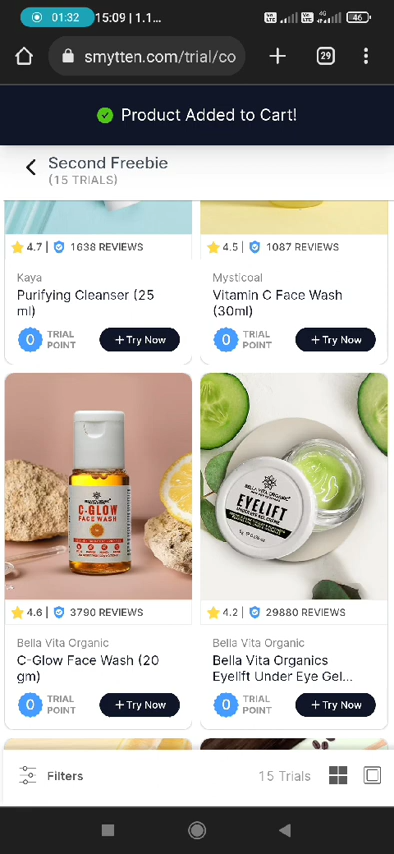 01:32 15:09 | 1.1...
46
smytten.com/trial/co
29
Product Added to Cart!
Second Freebie
(15 TRIALS)
4.7 | 1638 REVIEWS
4.5 | 1087 REVIEWS
Kaya
Purifying Cleanser (25
ml)
0 TRIAL
POINT
+ Try Now
Mysticoal
Vitamin C Face Wash
(30ml)
0 TRIAL
POINT
+ Try Now
C-GLOW
FACE WASH
BELLA VITA ORGANIC
EYELIFT
4.6 | 3790 REVIEWS
4.2 | 29880 REVIEWS
Bella Vita Organic
C-Glow Face Wash (20
gm)
0 TRIAL
POINT
+ Try Now
Bella Vita Organic
Bella Vita Organics
Eyelift Under Eye Gel...
0 TRIAL
POINT
+ Try Now
Filters
15 Trials